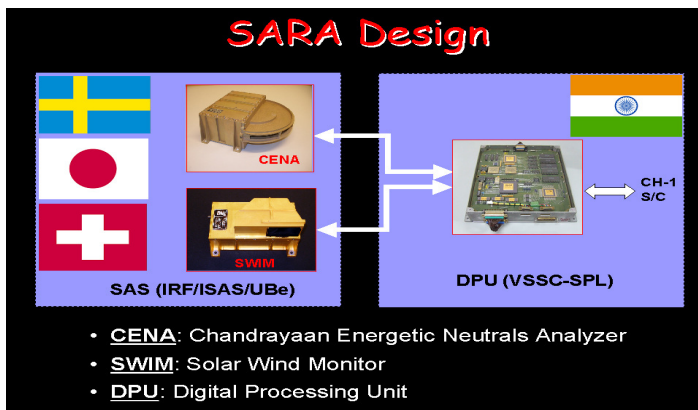 SARA Design
CENA
SWIM
SAS (IRF/ISAS/UBe)
CH-1
S/C
DPU (VSSC-SPL)
• CENA: Chandrayaan Energetic Neutrals Analyzer
• SWIM: Solar Wind Monitor
• DPU: Digital Processing Unit